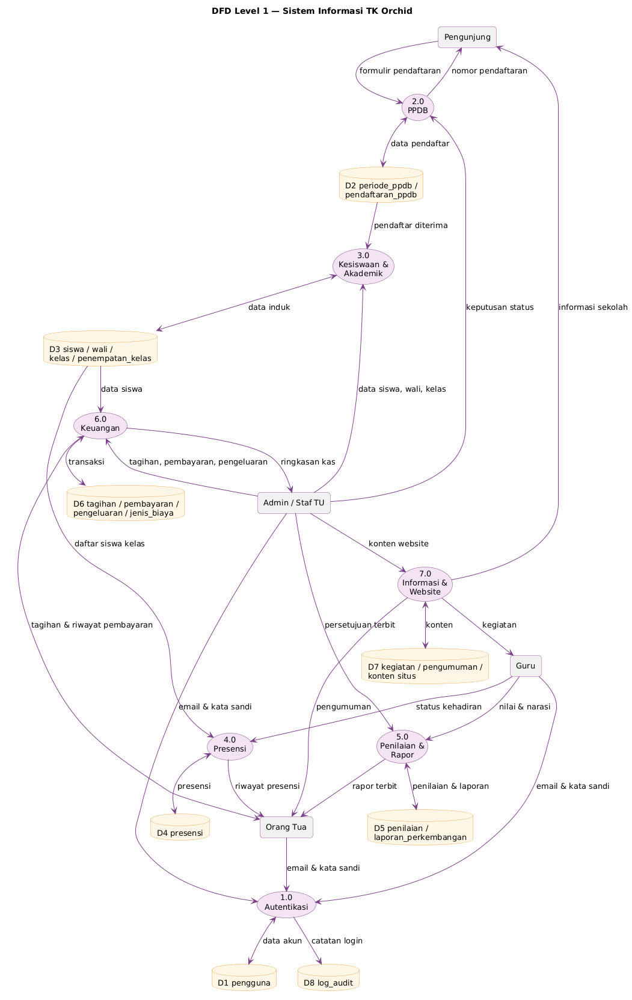 DFD Level 1 — Sistem Informasi TK Orchid
Pengunjung
formulir pendaftaran
nomor pendaftaran
2.0
PPDB
data pendaftar
D2 periode_ppdb /
pendaftaran_ppdb
pendaftar diterima
3.0
Kesiswaan &
Akademik
data induk
keputusan status
informasi sekolah
D3 siswa / wali /
kelas / penempatan_kelas
data siswa
data siswa, wali, kelas
6.0
Keuangan
transaksi
tagihan, pembayaran, pengeluaran
ringkasan kas
D6 tagihan / pembayaran /
pengeluaran / jenis_biaya
Admin / Staf TU
daftar siswa kelas
konten website
7.0
Informasi &
Website
tagihan & riwayat pembayaran
persetujuan terbit
konten
kegiatan
D7 kegiatan / pengumuman /
konten situs
Guru
email & kata sandi
pengumuman
status kehadiran
nilai & narasi
4.0
Presensi
5.0
Penilaian &
Rapor
presensi
riwayat presensi
rapor terbit
penilaian & laporan
email & kata sandi
D4 presensi
Orang Tua
D5 penilaian /
laporan_perkembangan
email & kata sandi
1.0
Autentikasi
data akun
catatan login
D1 pengguna
D8 log_audit